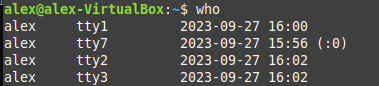 alex@alex-VirtualBox:~$ who
alex     tty1         2023-09-27 16:00
alex     tty7         2023-09-27 15:56 (:0)
alex     tty2         2023-09-27 16:02
alex     tty3         2023-09-27 16:02